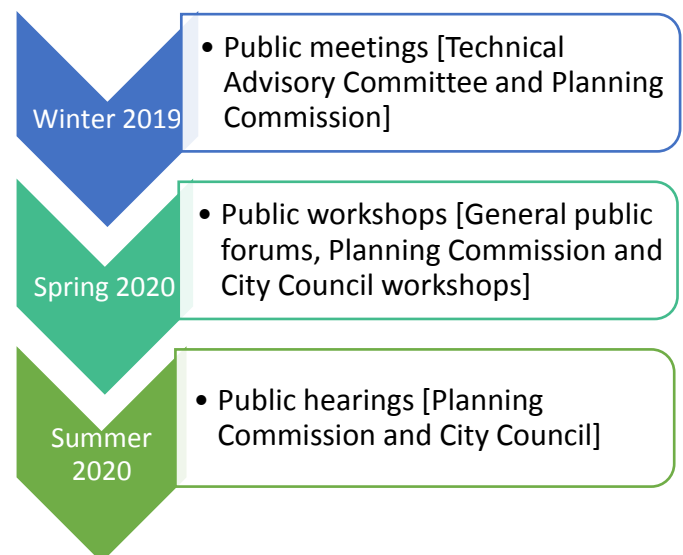 Winter 2019
• Public meetings [Technical
Advisory Committee and Planning
Commission]
Spring 2020
• Public workshops [General public
forums, Planning Commission and
City Council workshops]
Summer
2020
• Public hearings [Planning
Commission and City Council]